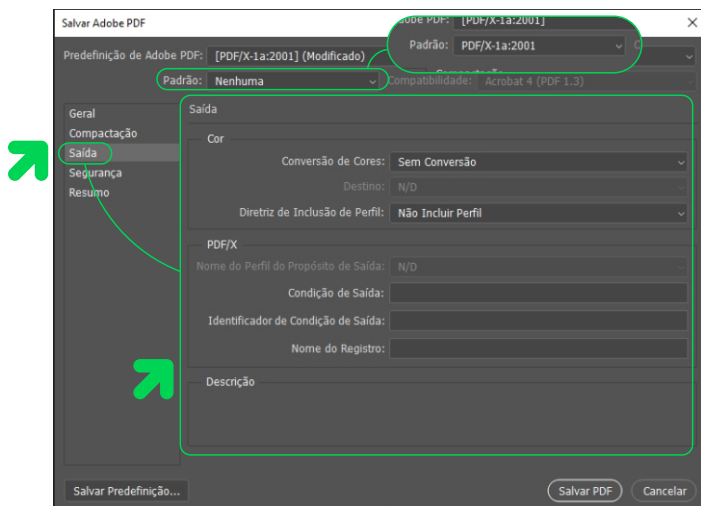 Salvar Adobe PDF
Adobe PDF: [PDF/X-1a:2001]
Predefinição de Adobe PDF: [PDF/X-1a:2001] (Modificado)
Padrão: PDF/X-1a:2001
Padrão: Nenhuma
Compatibilidade: Acrobat 4 (PDF 1.3)
Geral
Compactação
Saída
Segurança
Resumo
Saída
Cor
Conversão de Cores: Sem Conversão
Destino: N/D
Diretriz de Inclusão de Perfil: Não Incluir Perfil
PDF/X
Nome do Perfil do Propósito de Saída: N/D
Condição de Saída:
Identificador de Condição de Saída:
Nome do Registro:
Descrição
Salvar Predefinição...
Salvar PDF
Cancelar